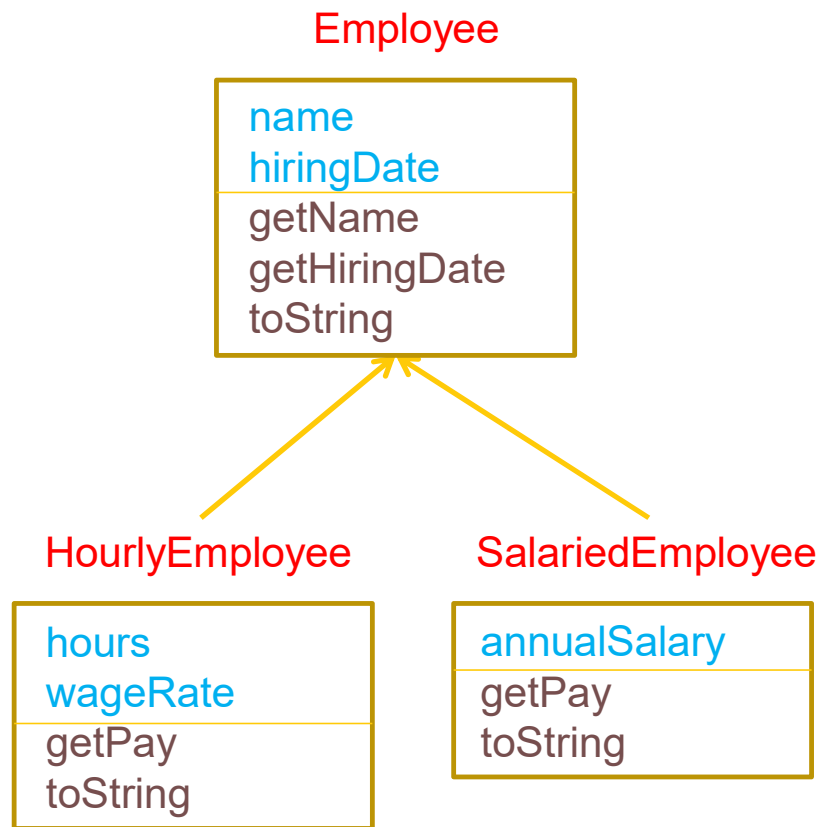 Employee
name
hiringDate
getName
getHiringDate
toString
HourlyEmployee
hours
wageRate
getPay
toString
SalariedEmployee
annualSalary
getPay
toString